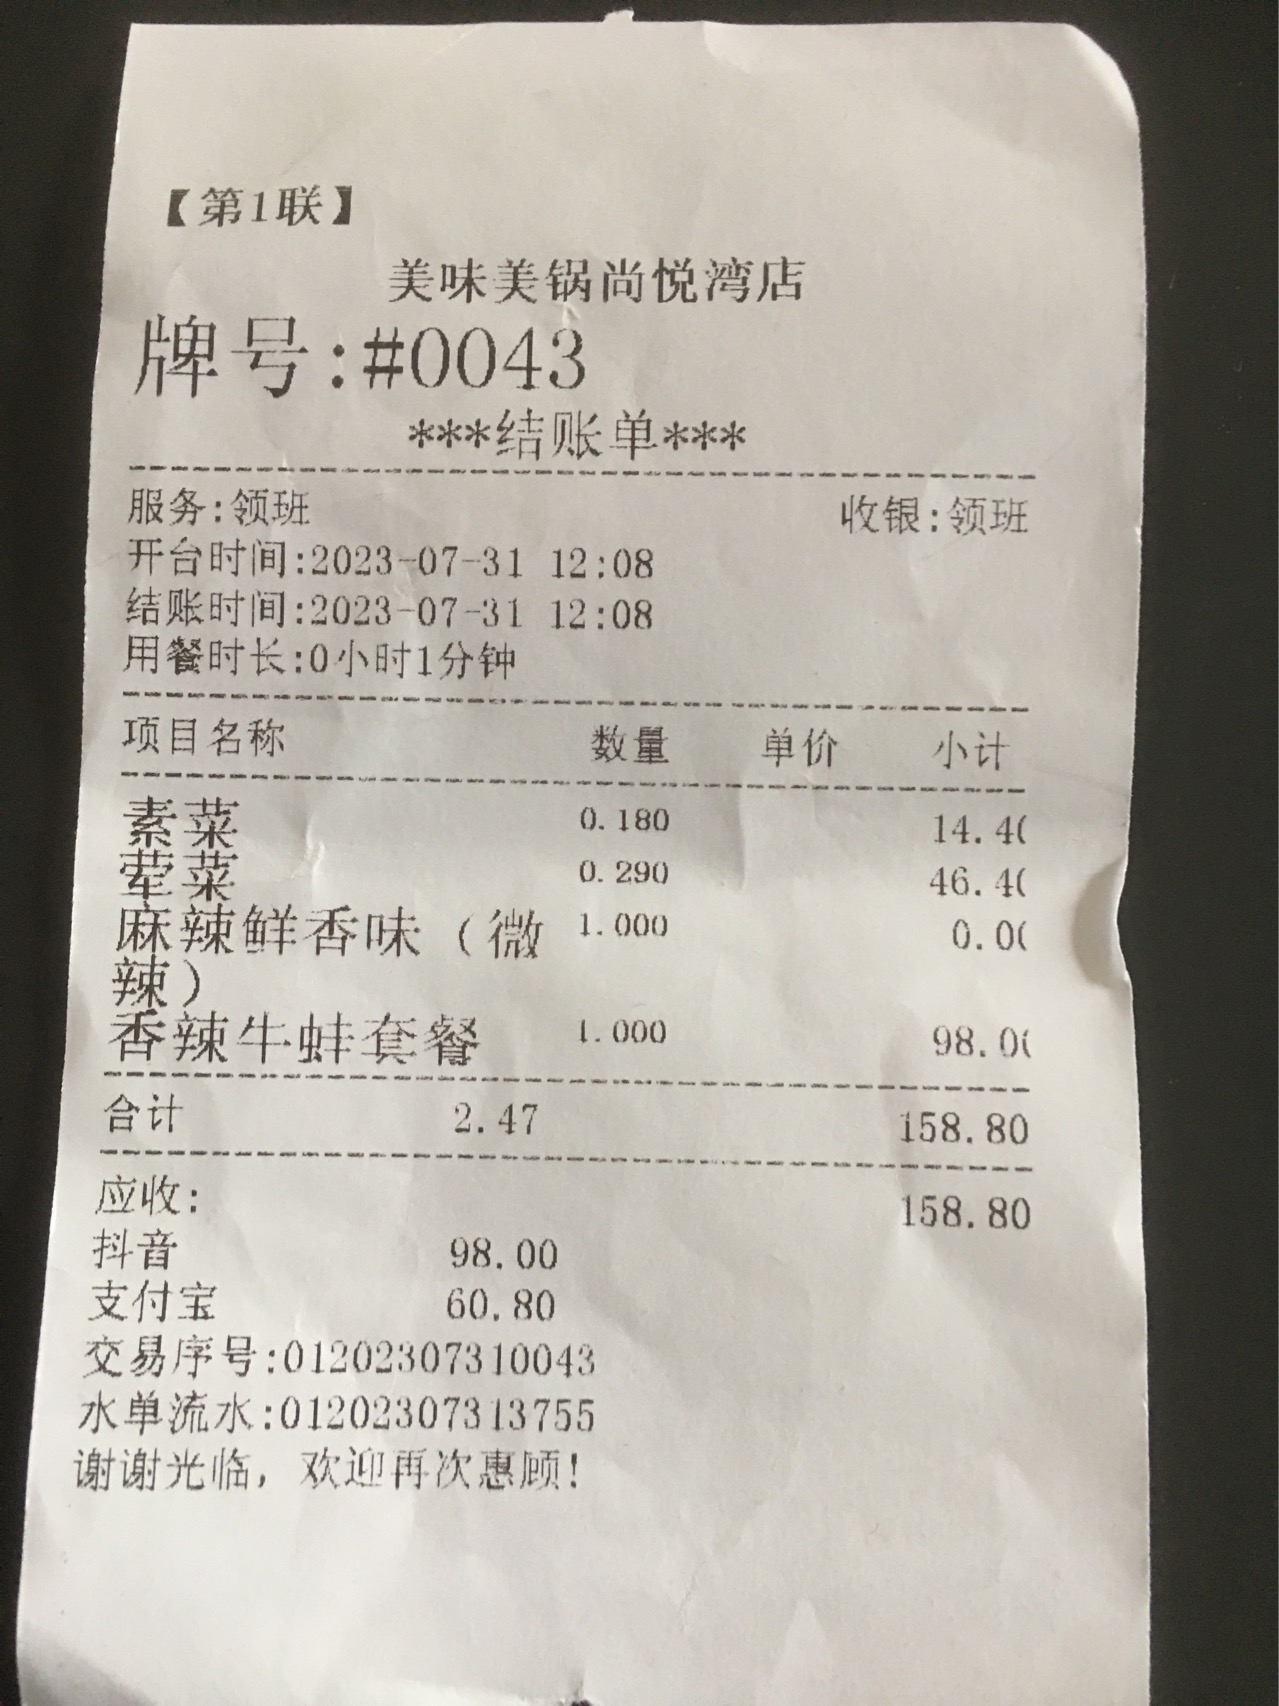 【第1联】
美味美锅尚悦湾店
牌号:#0043
***结账单***
服务:领班 收银:领班
开台时间:2023-07-31 12:08
结账时间:2023-07-31 12:08
用餐时长:0小时1分钟
项目名称 数量 单价 小计
素菜 0.180 14.40
荤菜 0.290 46.40
麻辣鲜香味（微 1.000 0.00
辣）
香辣牛蛙套餐 1.000 98.00
合计 2.47 158.80
应收: 158.80
抖音 98.00
支付宝 60.80
交易序号:01202307310043
水单流水:01202307313755
谢谢光临, 欢迎再次惠顾!